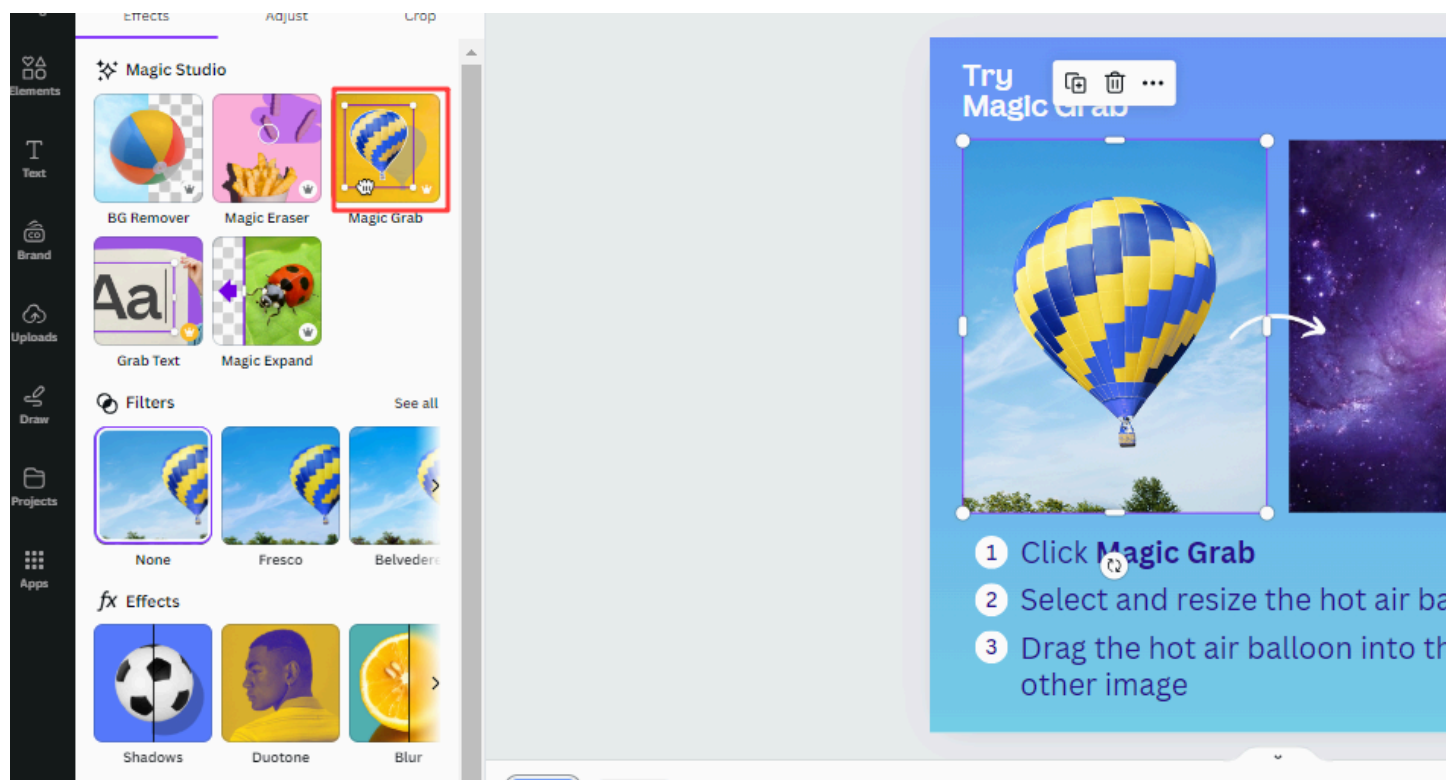 Effects
Adjust
Crop
Elements
Text
Brand
Uploads
Draw
Projects
Apps
Magic Studio
BG Remover
Magic Eraser
Magic Grab
Aa
Grab Text
Magic Expand
Filters
See all
None
Fresco
Belvedere
fx Effects
Shadows
Duotone
Blur
Try
Magic Grab
1 Click Magic Grab
2 Select and resize the hot air ba
3 Drag the hot air balloon into th
other image